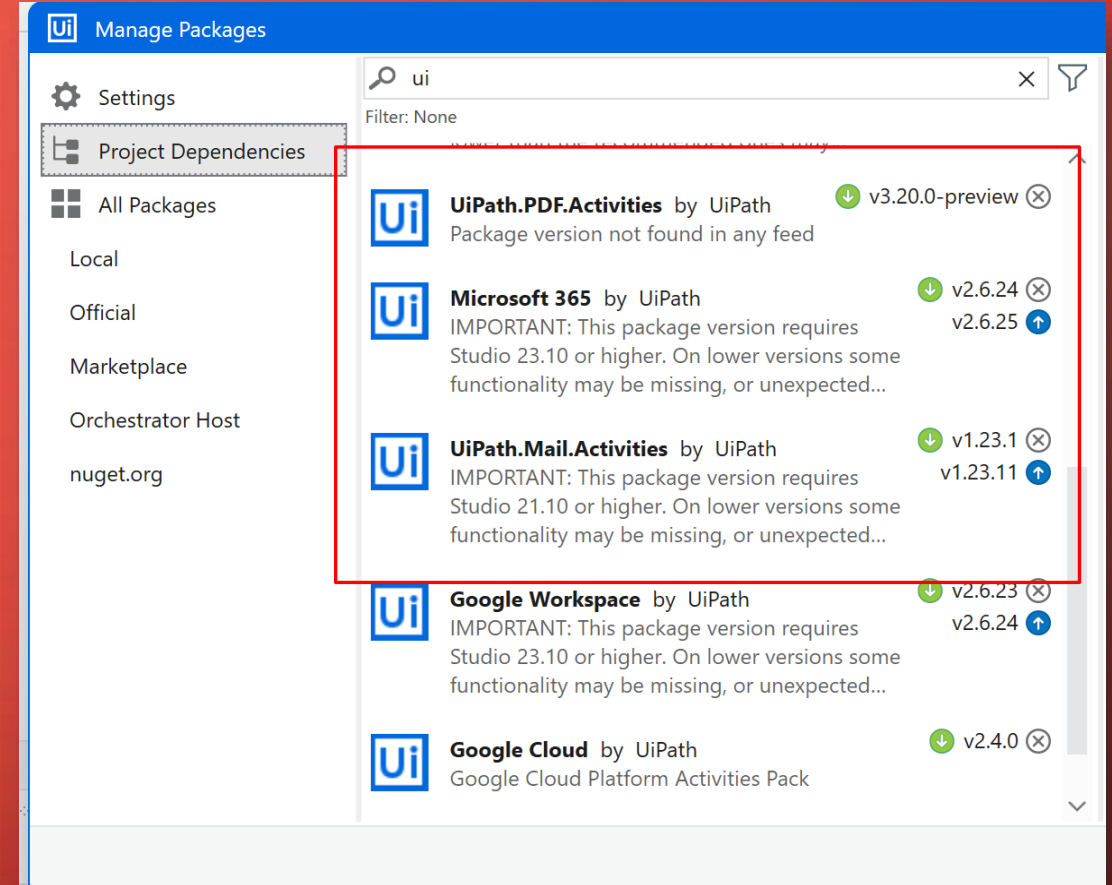 Ui Manage Packages
Settings
Project Dependencies
All Packages
Local
Official
Marketplace
Orchestrator Host
nuget.org
ui
Filter: None
Ui UiPath.PDF.Activities by UiPath v3.20.0-preview
Package version not found in any feed
Ui Microsoft 365 by UiPath v2.6.24
IMPORTANT: This package version requires v2.6.25
Studio 23.10 or higher. On lower versions some
functionality may be missing, or unexpected...
Ui UiPath.Mail.Activities by UiPath v1.23.1
IMPORTANT: This package version requires v1.23.11
Studio 21.10 or higher. On lower versions some
functionality may be missing, or unexpected...
Ui Google Workspace by UiPath v2.6.23
IMPORTANT: This package version requires v2.6.24
Studio 23.10 or higher. On lower versions some
functionality may be missing, or unexpected...
Ui Google Cloud by UiPath v2.4.0
Google Cloud Platform Activities Pack